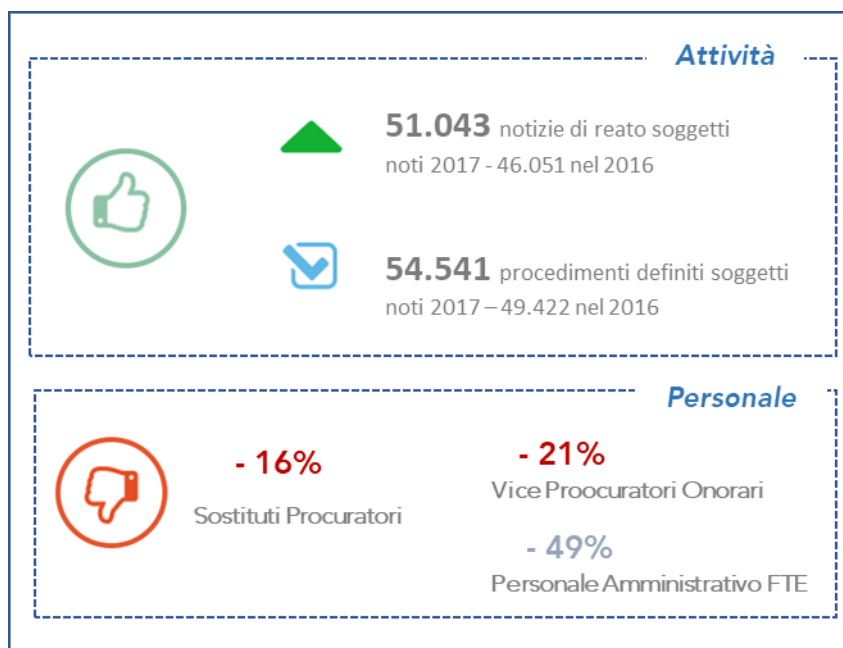 Attività
51.043 notizie di reato soggetti
noti 2017 - 46.051 nel 2016
54.541 procedimenti definiti soggetti
noti 2017 – 49.422 nel 2016
Personale
- 16%
Sostituti Procuratori
- 21%
Vice Proocuratori Onorari
- 49%
Personale Amministrativo FTE